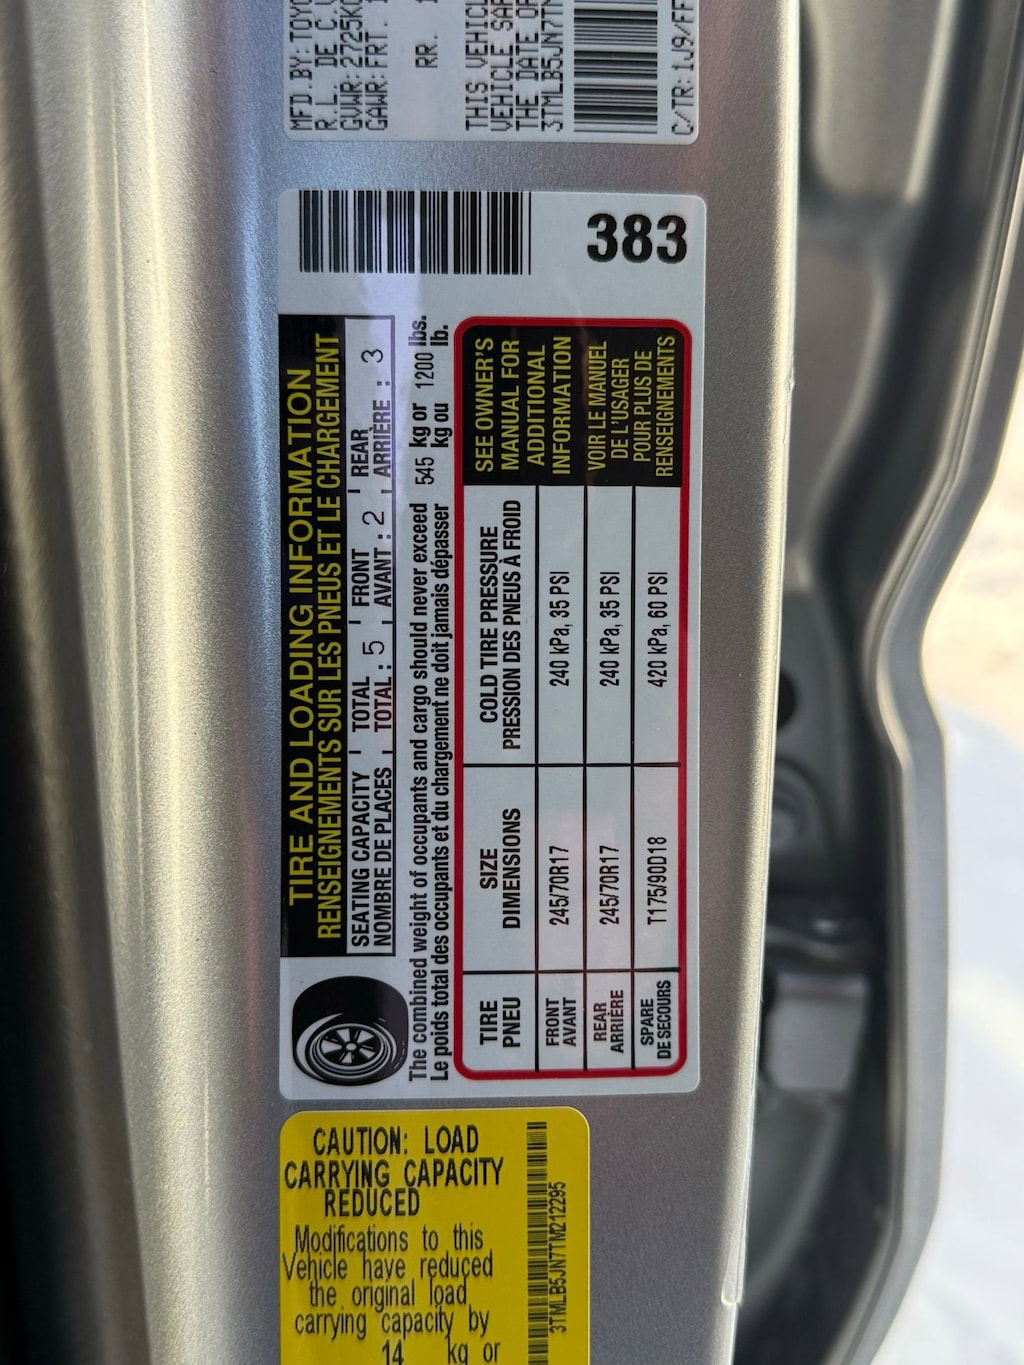 MFD.BY:TOYO
R.L. DE C.V
GVWR:2725KG
GAWR:FRT. 1
RR. 1
THIS VEHICL
VEHICLE SAF
THE DATE OF
3TMLB5JN7TM
C/TR:1J9/FF
383
TIRE AND LOADING INFORMATION
RENSEIGNEMENTS SUR LES PNEUS ET LE CHARGEMENT
SEATING CAPACITY TOTAL FRONT REAR
NOMBRE DE PLACES TOTAL : 5 AVANT : 2 ARRIÈRE : 3
The combined weight of occupants and cargo should never exceed 545 kg or 1200 lbs.
Le poids total des occupants et du chargement ne doit jamais dépasser kg ou lb.
TIRE SIZE COLD TIRE PRESSURE
PNEU DIMENSIONS PRESSION DES PNEUS À FROID
FRONT
AVANT 245/70R17 240 kPa, 35 PSI
REAR
ARRIÈRE 245/70R17 240 kPa, 35 PSI
SPARE
DE SECOURS T175/90D18 420 kPa, 60 PSI
SEE OWNER'S
MANUAL FOR
ADDITIONAL
INFORMATION
VOIR LE MANUEL
DE L'USAGER
POUR PLUS DE
RENSEIGNEMENTS
CAUTION: LOAD
CARRYING CAPACITY
REDUCED
Modifications to this
Vehicle have reduced
the original load
carrying capacity by
14 kg or
3TMLB5JN7TM212295